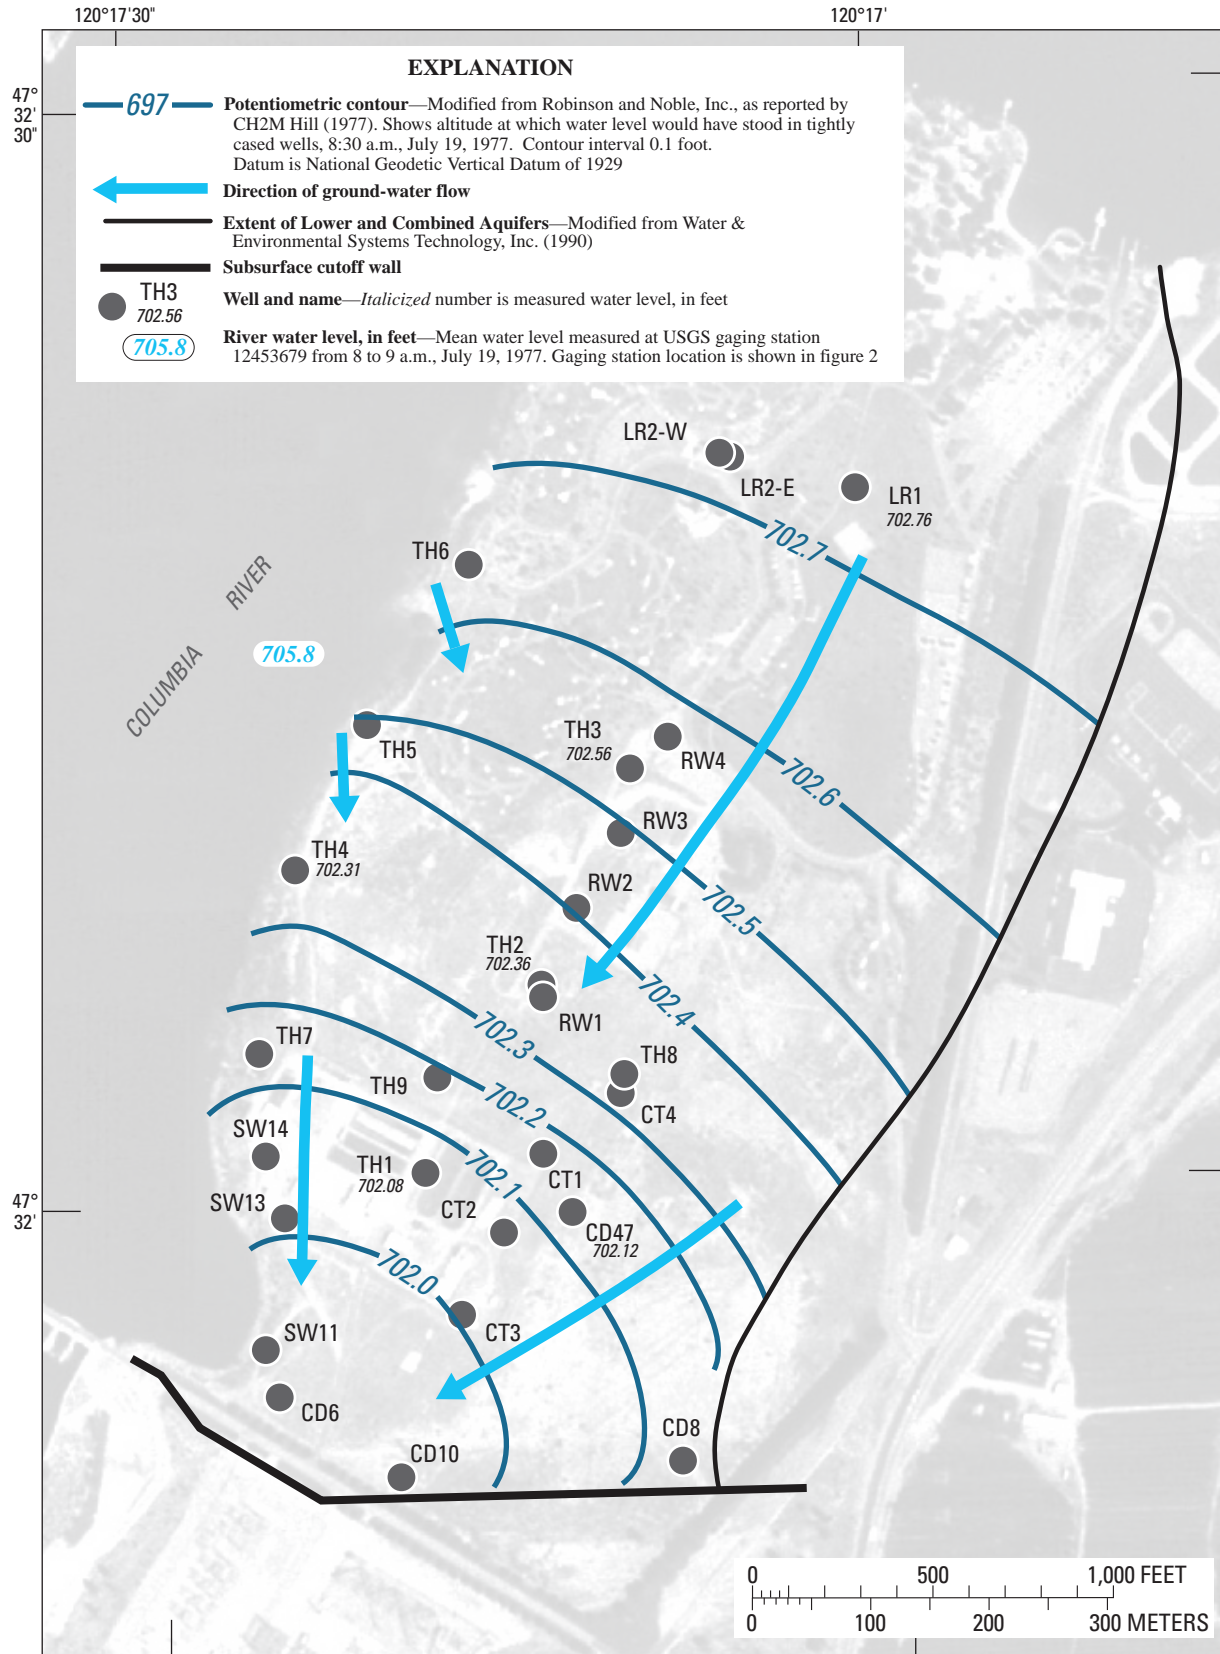 120°17'30"
120°17'
47°
32'
30"
EXPLANATION
697
Potentiometric contour—Modified from Robinson and Noble, Inc., as reported by
CH2M Hill (1977). Shows altitude at which water level would have stood in tightly
cased wells, 8:30 a.m., July 19, 1977. Contour interval 0.1 foot.
Datum is National Geodetic Vertical Datum of 1929
Direction of ground-water flow
Extent of Lower and Combined Aquifers—Modified from Water &
Environmental Systems Technology, Inc. (1990)
Subsurface cutoff wall
TH3
702.56
Well and name—Italicized number is measured water level, in feet
705.8
River water level, in feet—Mean water level measured at USGS gaging station
12453679 from 8 to 9 a.m., July 19, 1977. Gaging station location is shown in figure 2
LR2-W
LR2-E
LR1
702.76
702.7
TH6
COLUMBIA RIVER
705.8
TH5
TH3
702.56
RW4
702.6
RW3
TH4
702.31
RW2
702.5
TH2
702.36
RW1
702.4
702.3
TH7
TH8
TH9
702.2
CT4
SW14
TH1
702.08
702.1
CT1
SW13
CT2
CD47
702.12
702.0
SW11
CT3
CD6
CD8
CD10
47°
32'
0 500 1,000 FEET
0 100 200 300 METERS